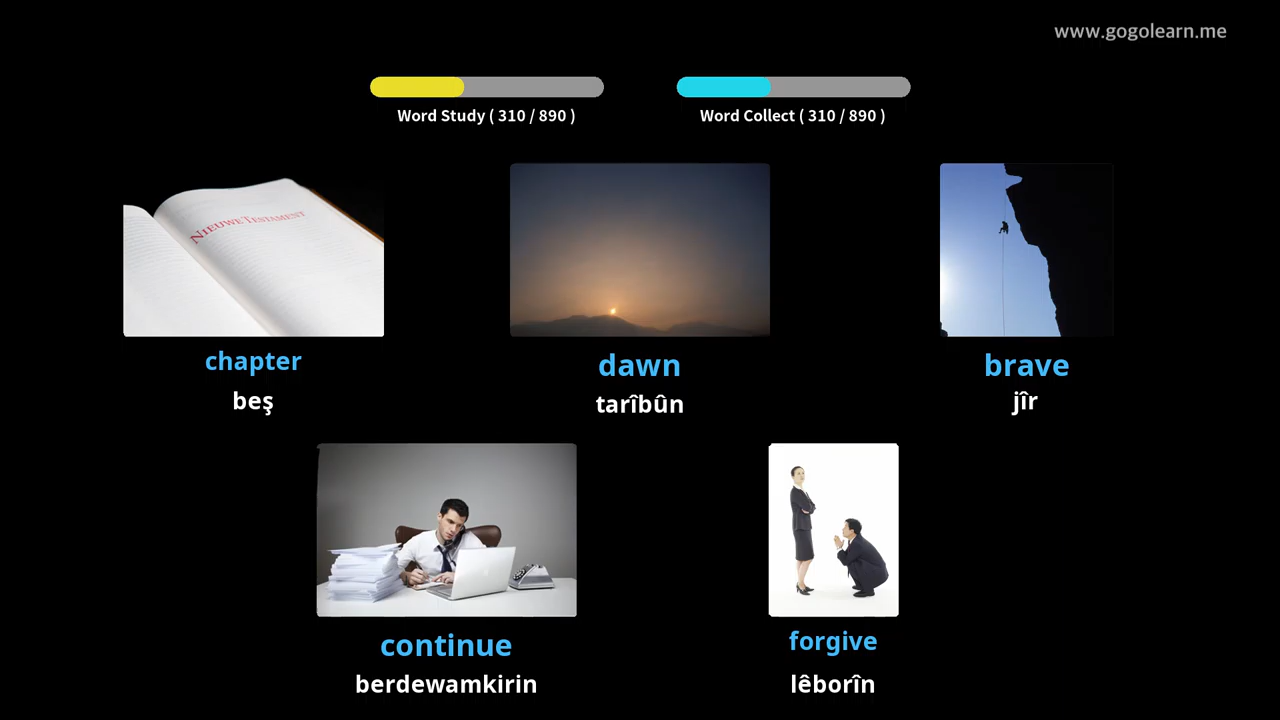 www.gogolearn.me
Word Study ( 310 / 890 )
Word Collect ( 310 / 890 )
NIEUWE TESTAMENT
chapter
beş
dawn
tarîbûn
brave
jîr
continue
berdewamkirin
forgive
lêborîn